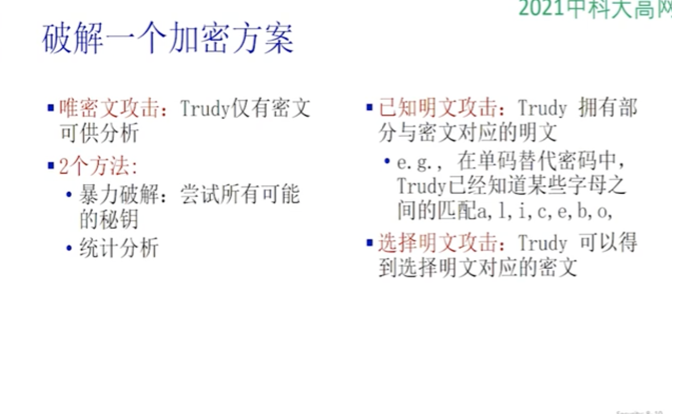 2021中科大高网
破解一个加密方案
▪唯密文攻击：Trudy仅有密文
可供分析
▪2个方法:
•暴力破解：尝试所有可能
的秘钥
•统计分析
▪已知明文攻击：Trudy 拥有部
分与密文对应的明文
•e.g., 在单码替代密码中，
Trudy已经知道某些字母之
间的匹配a,l,i,c,e,b,o,
▪选择明文攻击：Trudy 可以得
到选择明文对应的密文